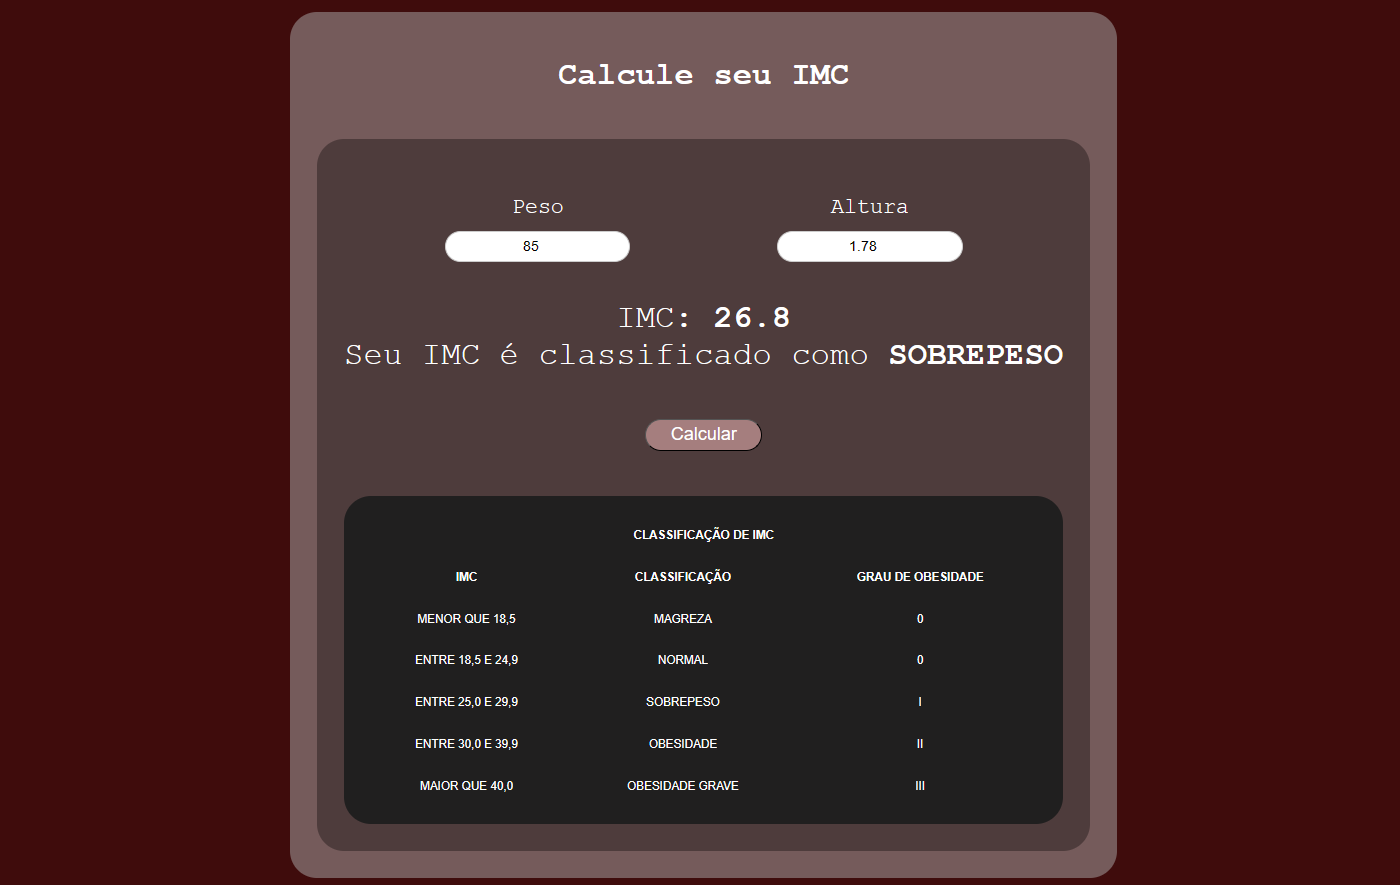 Calcule seu IMC
Peso
Altura
85
1.78
IMC: 26.8
Seu IMC é classificado como SOBREPESO
Calcular
CLASSIFICAÇÃO DE IMC
IMC CLASSIFICAÇÃO GRAU DE OBESIDADE
MENOR QUE 18,5 MAGREZA 0
ENTRE 18,5 E 24,9 NORMAL 0
ENTRE 25,0 E 29,9 SOBREPESO I
ENTRE 30,0 E 39,9 OBESIDADE II
MAIOR QUE 40,0 OBESIDADE GRAVE III